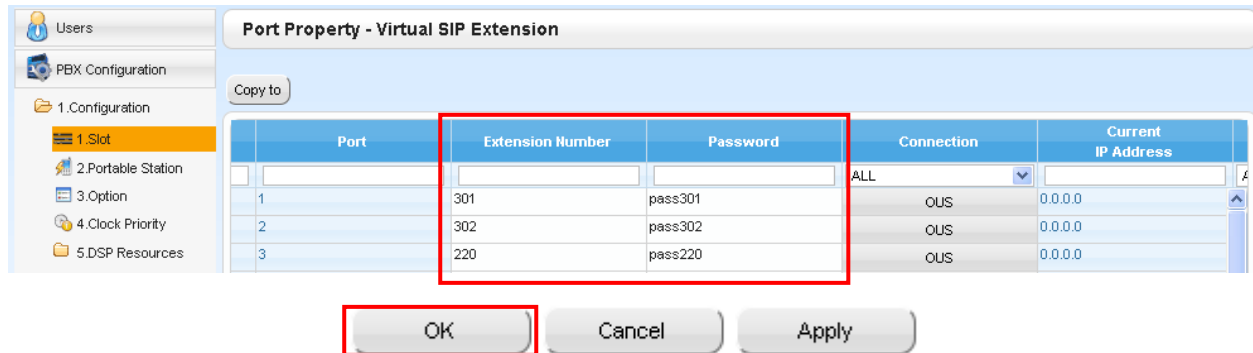 Users
Port Property - Virtual SIP Extension
PBX Configuration
Copy to
1.Configuration
1.Slot
2.Portable Station
3.Option
4.Clock Priority
5.DSP Resources
Port Extension Number Password Connection Current IP Address
ALL
1 301 pass301 OUS 0.0.0.0
2 302 pass302 OUS 0.0.0.0
3 220 pass220 OUS 0.0.0.0
OK Cancel Apply